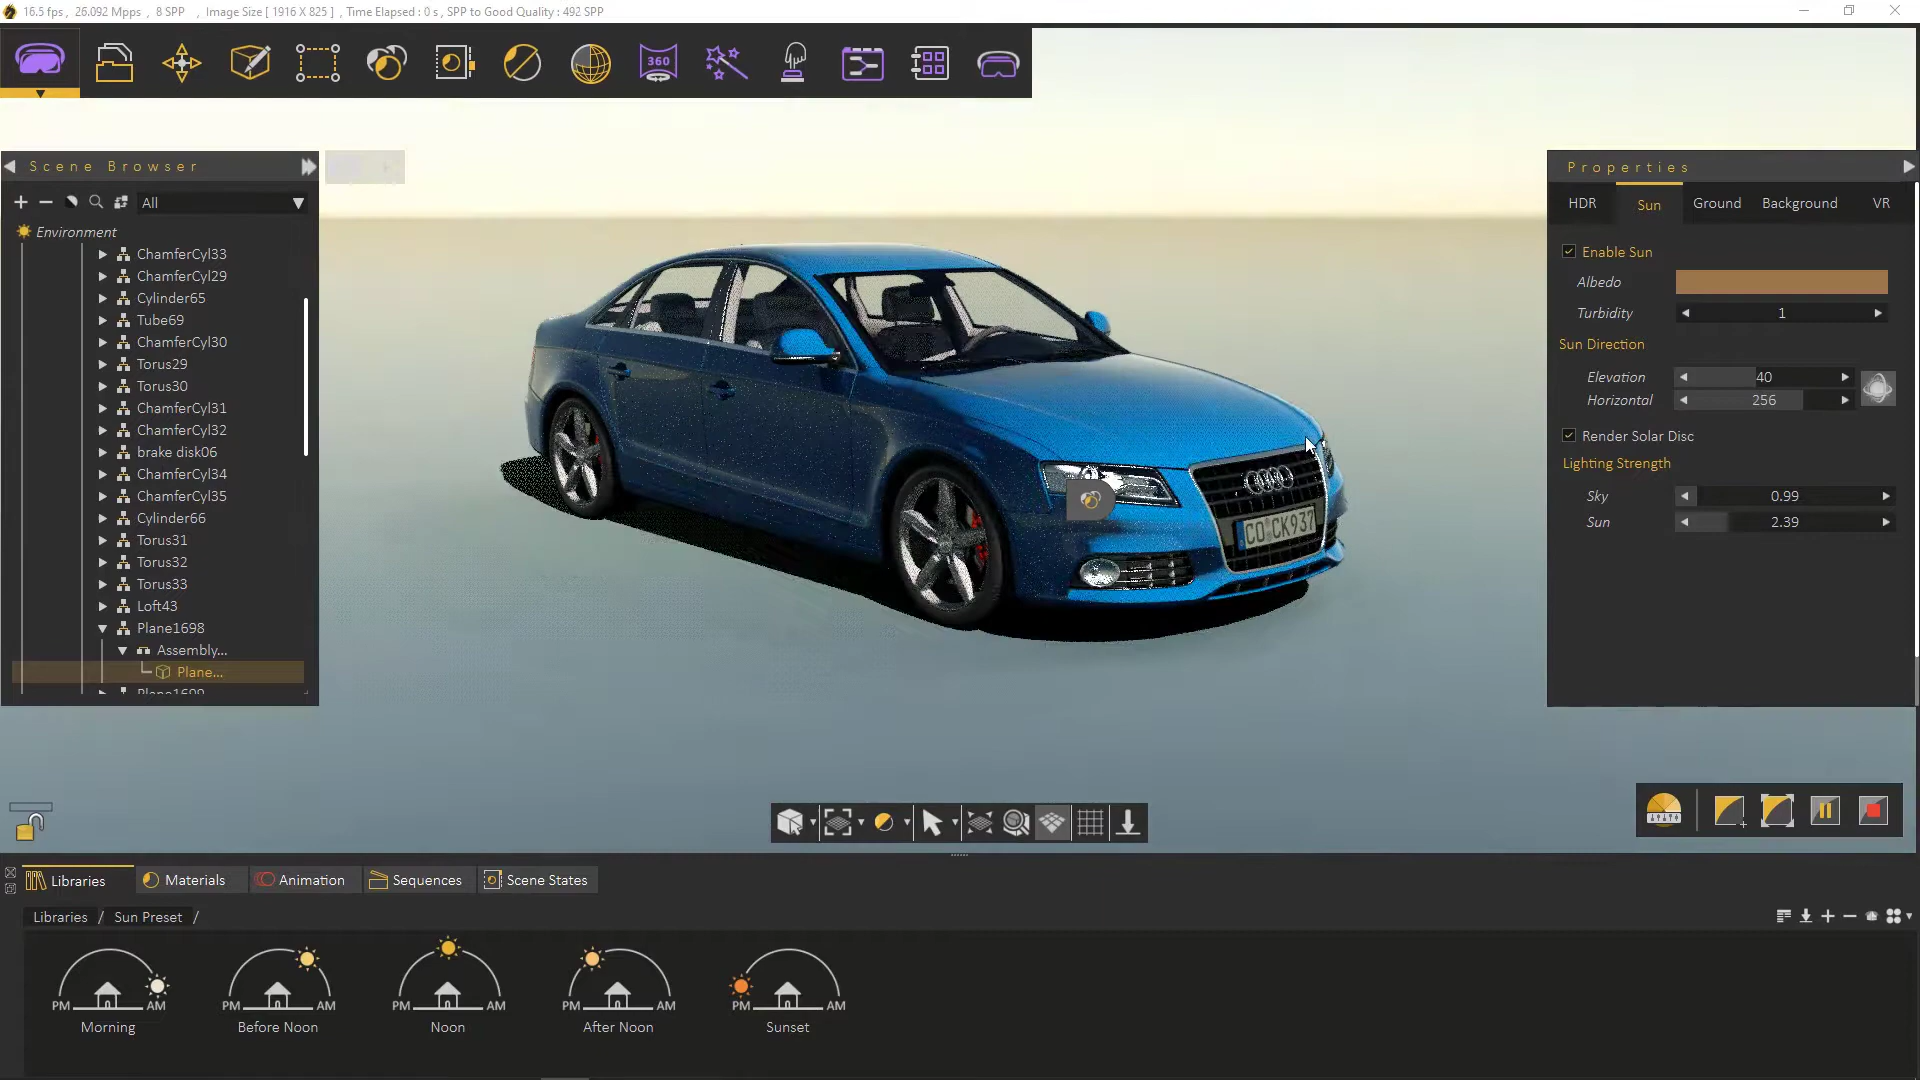 16.5 fps , 26.092 Mpps , 8 SPP , Image Size [ 1916 X 825 ] , Time Elapsed : 0 s , SPP to Good Quality : 492 SPP
360
Scene Browser
All
Environment
ChamferCyl33
ChamferCyl29
Cylinder65
Tube69
ChamferCyl30
Torus29
Torus30
ChamferCyl31
ChamferCyl32
brake disk06
ChamferCyl34
ChamferCyl35
Cylinder66
Torus31
Torus32
Torus33
Loft43
Plane1698
Assembly...
Plane...
Plane1699
CO CK937
Properties
HDR Sun Ground Background VR
Enable Sun
Albedo
Turbidity 1
Sun Direction
Elevation 40
Horizontal 256
Render Solar Disc
Lighting Strength
Sky 0.99
Sun 2.39
Libraries Materials Animation Sequences Scene States
Libraries / Sun Preset /
PM AM PM AM PM AM PM AM PM AM
Morning Before Noon Noon After Noon Sunset